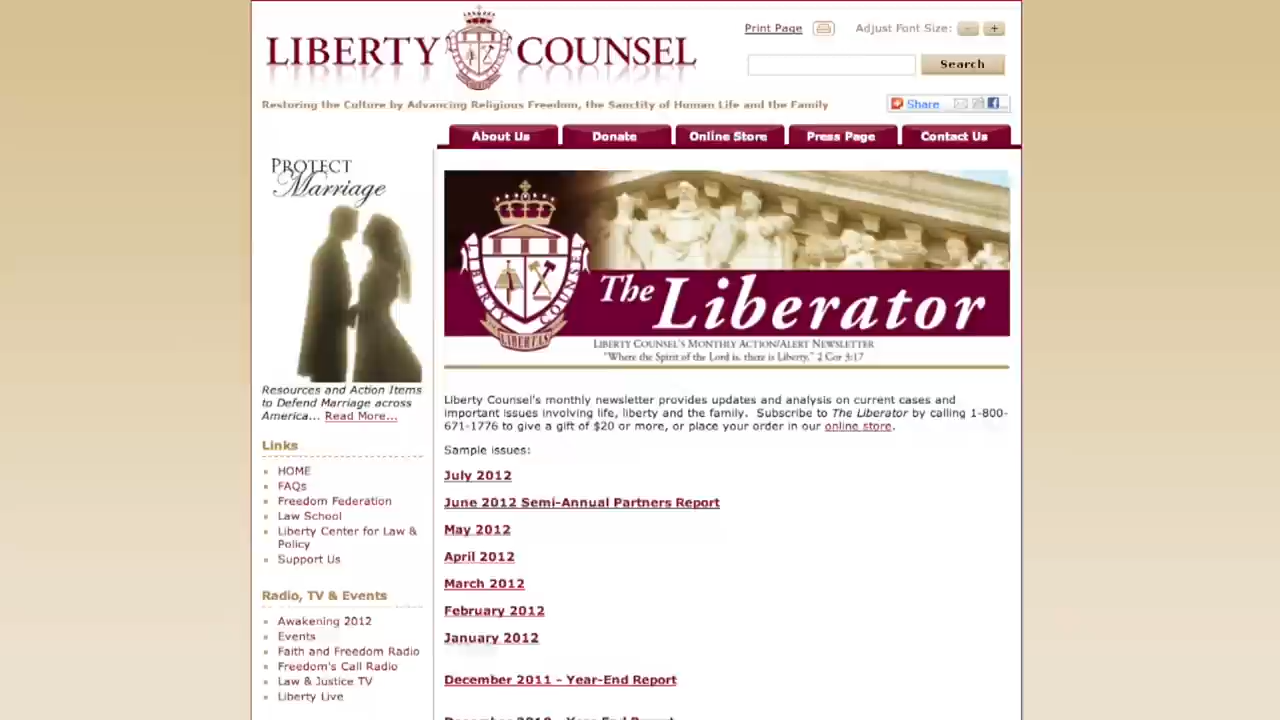 LIBERTY COUNSEL
Print Page
Adjust Font Size: - +
Search
Restoring the Culture by Advancing Religious Freedom, the Sanctity of Human Life and the Family
Share
About Us Donate Online Store Press Page Contact Us
PROTECT
Marriage
Resources and Action Items
to Defend Marriage across
America... Read More...
Links
HOME
FAQs
Freedom Federation
Law School
Liberty Center for Law &
Policy
Support Us
Radio, TV & Events
Awakening 2012
Events
Faith and Freedom Radio
Freedom's Call Radio
Law & Justice TV
Liberty Live
LIBERTY COUNSEL
LIBERTAS
The Liberator
LIBERTY COUNSEL'S MONTHLY ACTION/ALERT NEWSLETTER
"Where the Spirit of the Lord is, there is Liberty." 2 Cor 3:17
Liberty Counsel's monthly newsletter provides updates and analysis on current cases and
important issues involving life, liberty and the family. Subscribe to The Liberator by calling 1-800-
671-1776 to give a gift of $20 or more, or place your order in our online store.
Sample issues:
July 2012
June 2012 Semi-Annual Partners Report
May 2012
April 2012
March 2012
February 2012
January 2012
December 2011 - Year-End Report